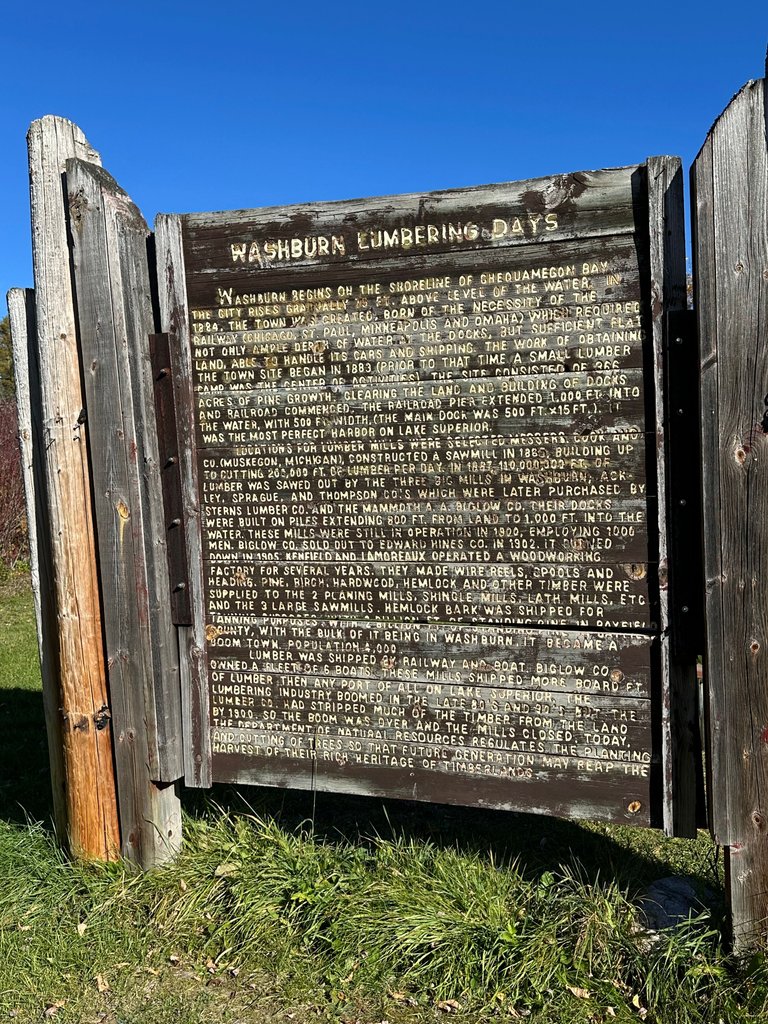 WASHBURN LUMBERING DAYS
WASHBURN BEGINS ON THE SHORELINE OF CHEQUAMEGON BAY.
THE CITY RISES GRADUALLY FT. ABOVE LEVEL OF THE WATER. IN
1884, THE TOWN WAS CREATED, BORN OF THE NECESSITY OF THE
RAILWAY (CHICAGO, ST. PAUL, MINNEAPOLIS AND OMAHA) WHICH REQUIRED
NOT ONLY AMPLE DEPTH OF WATER AT THE DOCKS, BUT SUFFICIENT FLAT
LAND, ABLE TO HANDLE ITS CARS AND SHIPPING. THE WORK OF OBTAINING
THE TOWN SITE BEGAN IN 1883. (PRIOR TO THAT TIME A SMALL LUMBER
CAMP WAS THE CENTER OF ACTIVITIES) THE SITE CONSISTED OF 366
ACRES OF PINE GROWTH. CLEARING THE LAND AND BUILDING OF DOCKS
AND RAILROAD COMMENCED. THE RAILROAD PIER EXTENDED 1,000 FT. INTO
THE WATER, WITH 500 FT. WIDTH. (THE MAIN DOCK WAS 500 FT. X 15 FT.). IT
WAS THE MOST PERFECT HARBOR ON LAKE SUPERIOR.
LOCATIONS FOR LUMBER MILLS WERE SELECTED. MESSERS. COOK AND
CO. (MUSKEGON, MICHIGAN), CONSTRUCTED A SAWMILL IN BUILDING UP
TO CUTTING FT. OF LUMBER PER DAY. IN 1887, 110,000,000 FT. OF
LUMBER WAS SAWED OUT BY THE THREE BIG MILLS IN WASHBURN, ACK-
LEY, SPRAGUE, AND THOMPSON CO'S WHICH WERE LATER PURCHASED BY
STERNS LUMBER CO. AND THE MAMMOTH A. A. BIGLOW CO. THEIR DOCKS
WERE BUILT ON PILES EXTENDING 800 FT. FROM LAND TO 1,000 FT. INTO THE
WATER. THESE MILLS WERE STILL IN OPERATION IN 1900, EMPLOYING 1000
MEN. BIGLOW CO. SOLD OUT TO EDWARD HINES CO. IN 1902. IT
DOWN IN 1905. KENFIELD AND LAMOREAUX OPERATED A WOODWORKING
FACTORY FOR SEVERAL YEARS. THEY MADE WIRE REELS, SPOOLS AND
HEADING. PINE, BIRCH, HARDWOOD, HEMLOCK AND OTHER TIMBER WERE
SUPPLIED TO THE 2 PLANING MILLS, SHINGLE MILLS, LATH MILLS, ETC.
AND THE 3 LARGE SAWMILLS. HEMLOCK BARK WAS SHIPPED FOR
TANNING PURPOSES. WITH BILLION FT. OF STANDING PINE IN BAYFIELD
COUNTY, WITH THE BULK OF IT BEING IN WASHBURN, IT BECAME A
BOOM TOWN. POPULATION
LUMBER WAS SHIPPED BY RAILWAY AND BOAT. BIGLOW CO.
OWNED A FLEET OF 6 BOATS. THESE MILLS SHIPPED MORE BOARD FT.
OF LUMBER THEN ANY PORT OF ALL ON LAKE SUPERIOR. THE
LUMBERING INDUSTRY BOOMED IN THE LATE 80'S AND 90'S BUT THE
LUMBER CO. HAD STRIPPED MUCH OF THE TIMBER FROM THE LAND
BY 1900, SO THE BOOM WAS OVER AND THE MILLS CLOSED. TODAY,
THE DEPARTMENT OF NATURAL RESOURCES REGULATES THE PLANTING
AND CUTTING OF TREES SO THAT FUTURE GENERATION MAY REAP THE
HARVEST OF THEIR RICH HERITAGE OF TIMBERLANDS